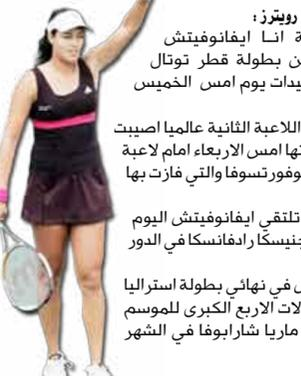 رويترز :
ة انـا ايفانوفيتش
ن بطولة قطر توتال
يدات يوم امس الخميس
اللاعبة الثانية عالميا اصيبت
تها امس الاربعاء امام لاعبة
وفورتسوفا والتي فازت بها
تلتقي ايفانوفيتش اليوم
جنيسكا رادفانسكا في الدور
ى في نهائي بطولة استراليا
لات الاربع الكبرى للموسم
ماريا شارابوفا في الشهر